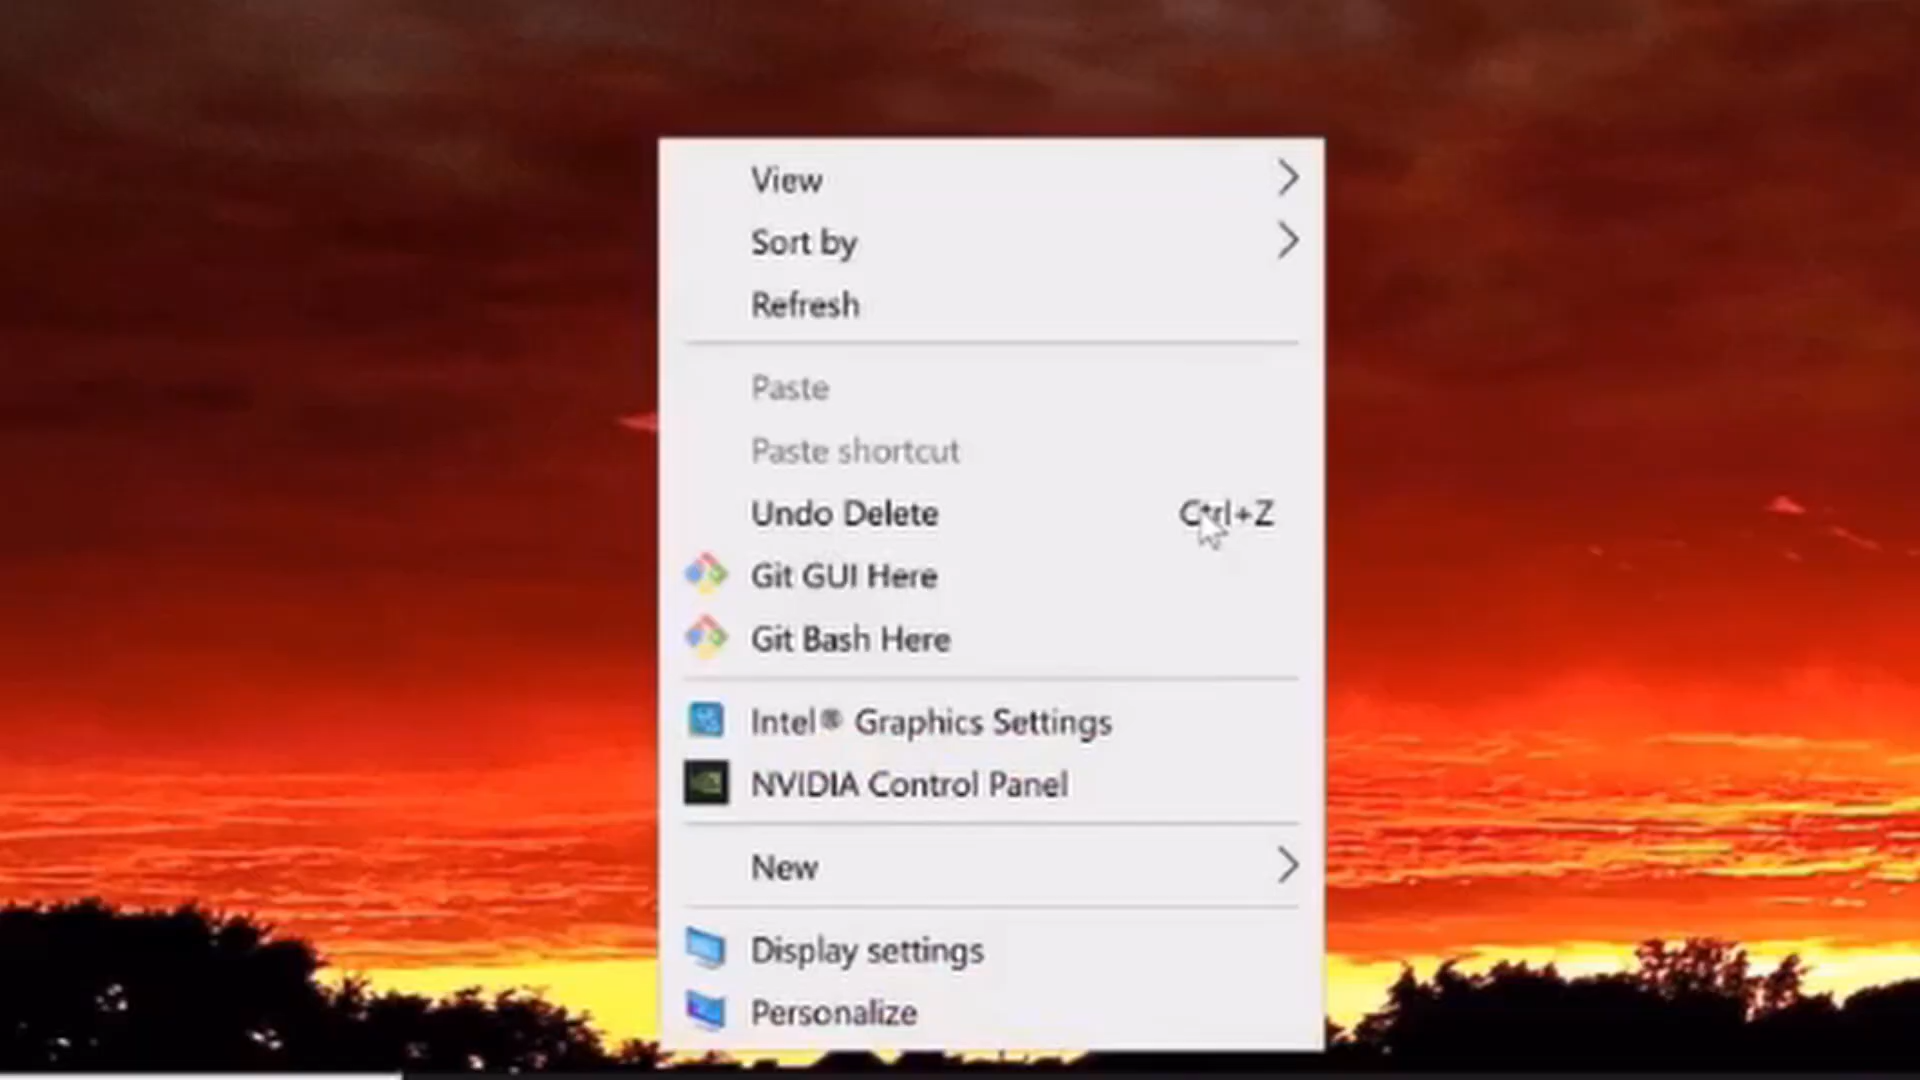 View
Sort by
Refresh
Paste
Paste shortcut
Undo Delete Ctrl+Z
Git GUI Here
Git Bash Here
Intel® Graphics Settings
NVIDIA Control Panel
New
Display settings
Personalize